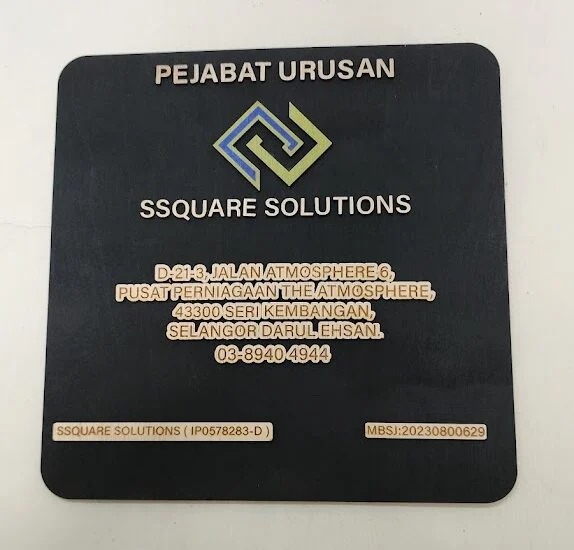 PEJABAT URUSAN
SSQUARE SOLUTIONS
D-21-3, JALAN ATMOSPHERE 6,
PUSAT PERNIAGAAN THE ATMOSPHERE,
43300 SERI KEMBANGAN,
SELANGOR DARUL EHSAN.
03-8940 4944
SSQUARE SOLUTIONS ( IP0578283-D )
MBSJ:20230800629